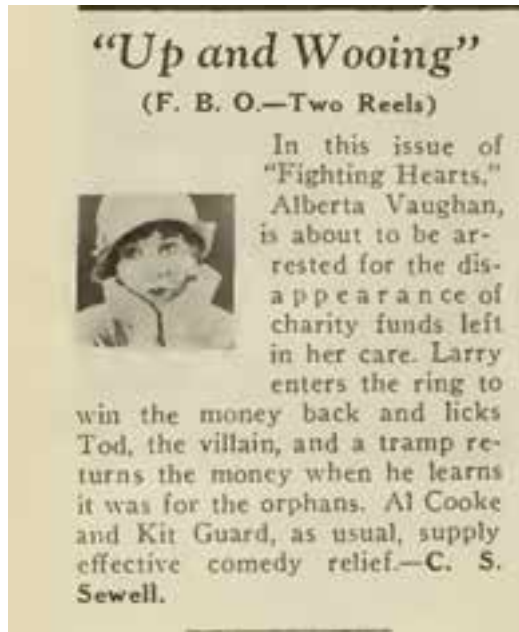 “Up and Wooing”
(F. B. O.—Two Reels)
In this issue of
“Fighting Hearts,”
Alberta Vaughan,
is about to be ar-
rested for the dis-
appearance of
charity funds left
in her care. Larry
enters the ring to
win the money back and licks
Tod, the villain, and a tramp re-
turns the money when he learns
it was for the orphans. Al Cooke
and Kit Guard, as usual, supply
effective comedy relief.—C. S.
Sewell.